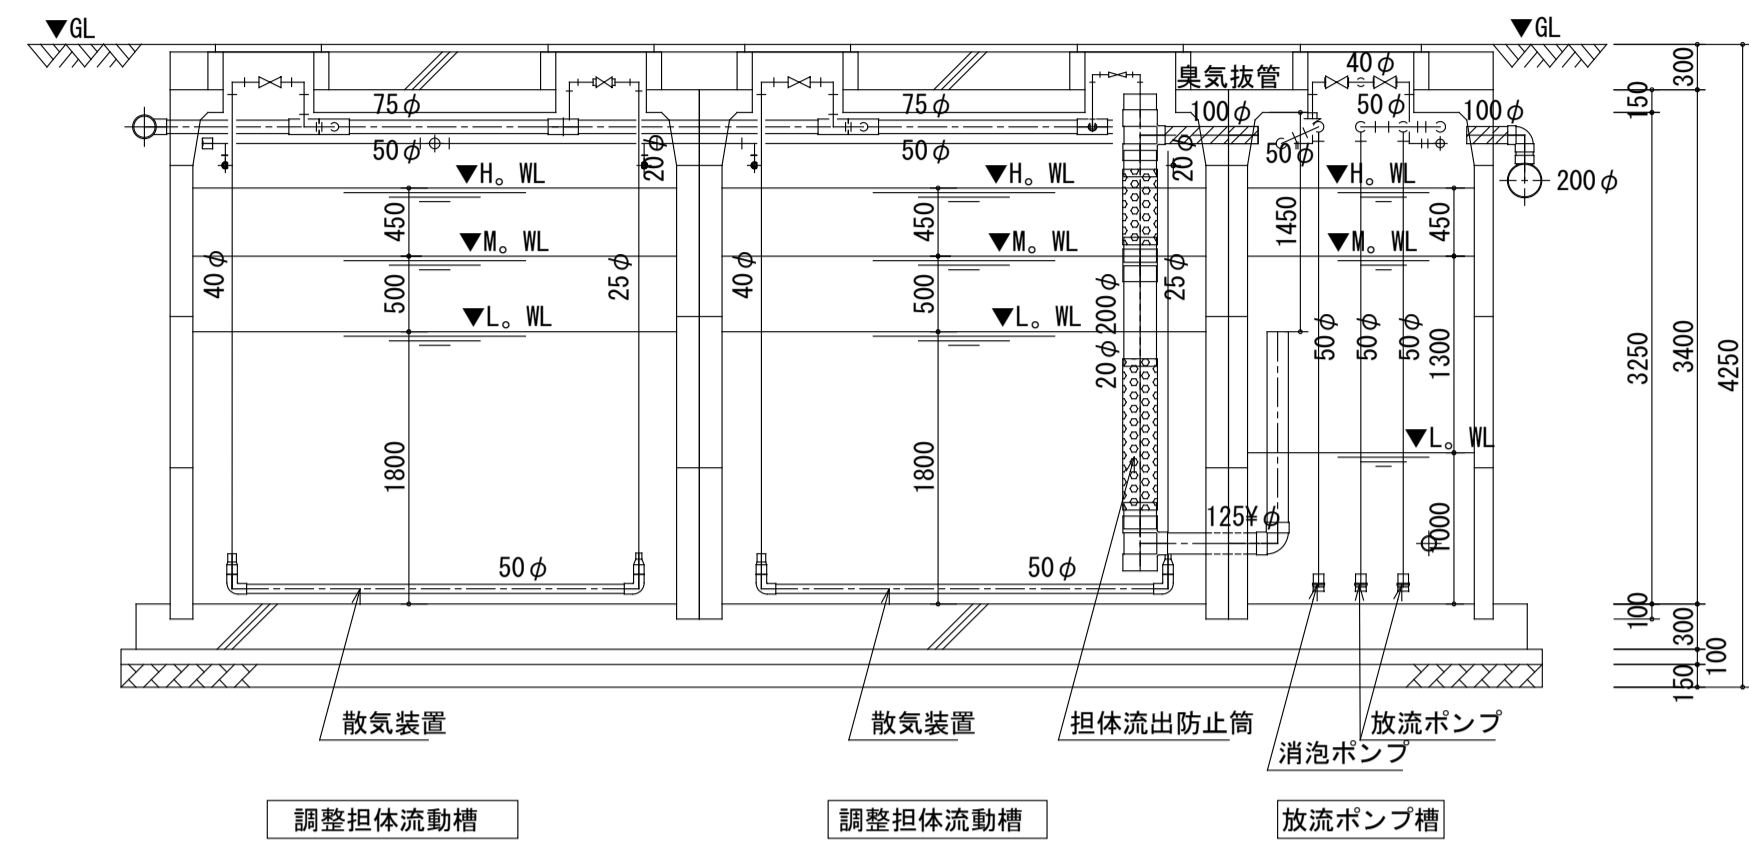 ▼GL
▼GL
40φ
臭気抜管
75φ
75φ
100φ
50φ
100φ
50φ
50φ
50φ
20φ
20φ
200φ
▼H。WL
▼H。WL
▼H。WL
450
450
1450
450
▼M。WL
▼M。WL
▼M。WL
40φ
25φ
40φ
25φ
500
500
200φ
▼L。WL
▼L。WL
50φ
50φ
50φ
20φ
1300
▼L。WL
1800
1800
125¥φ
1000
50φ
50φ
300
150
3250
3400
4250
100
300
100
150
散気装置
散気装置
担体流出防止筒
放流ポンプ
消泡ポンプ
調整担体流動槽
調整担体流動槽
放流ポンプ槽